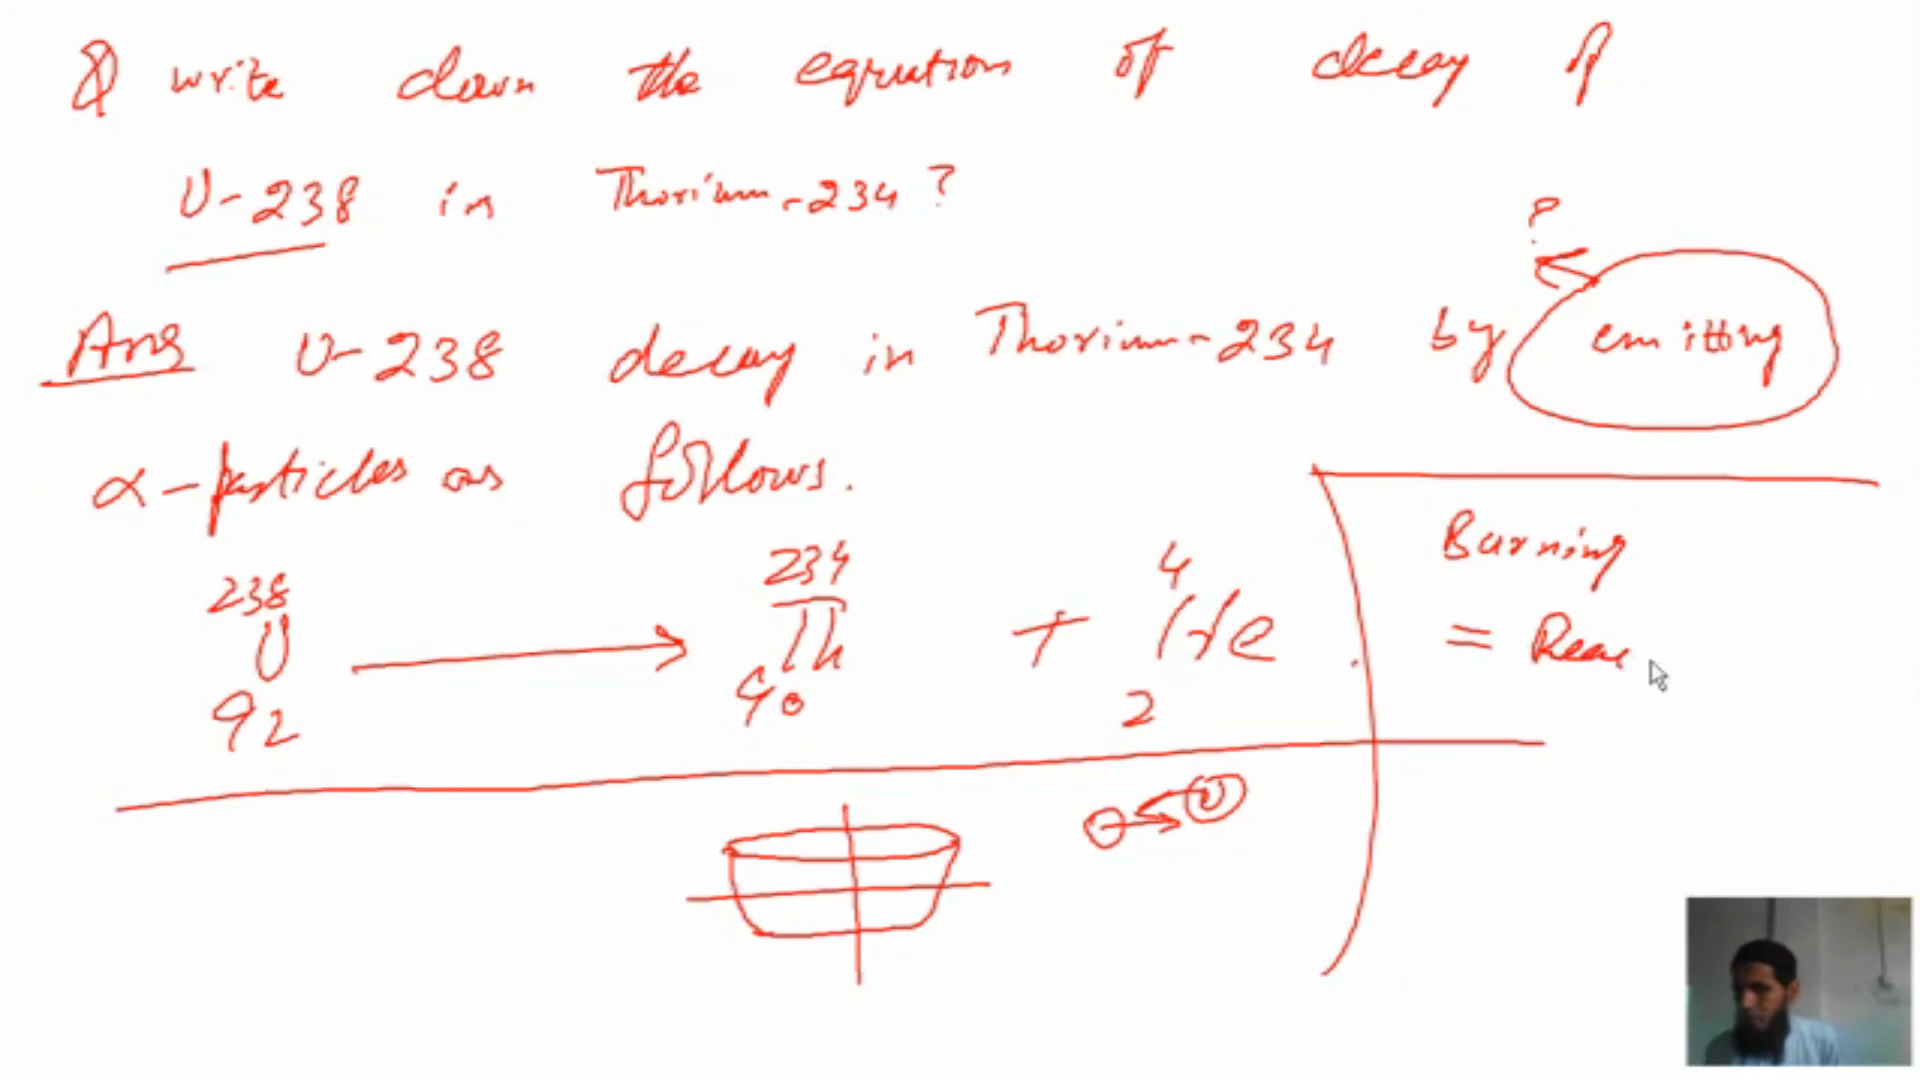 Q write down the equation of decay of
U-238 in Thorium-234 ?
?
Ans U-238 decay in Thorium-234 by emitting
α-particles as follows.
238 234 4
U → Th + He .
92 90 2
Burning
= Reac